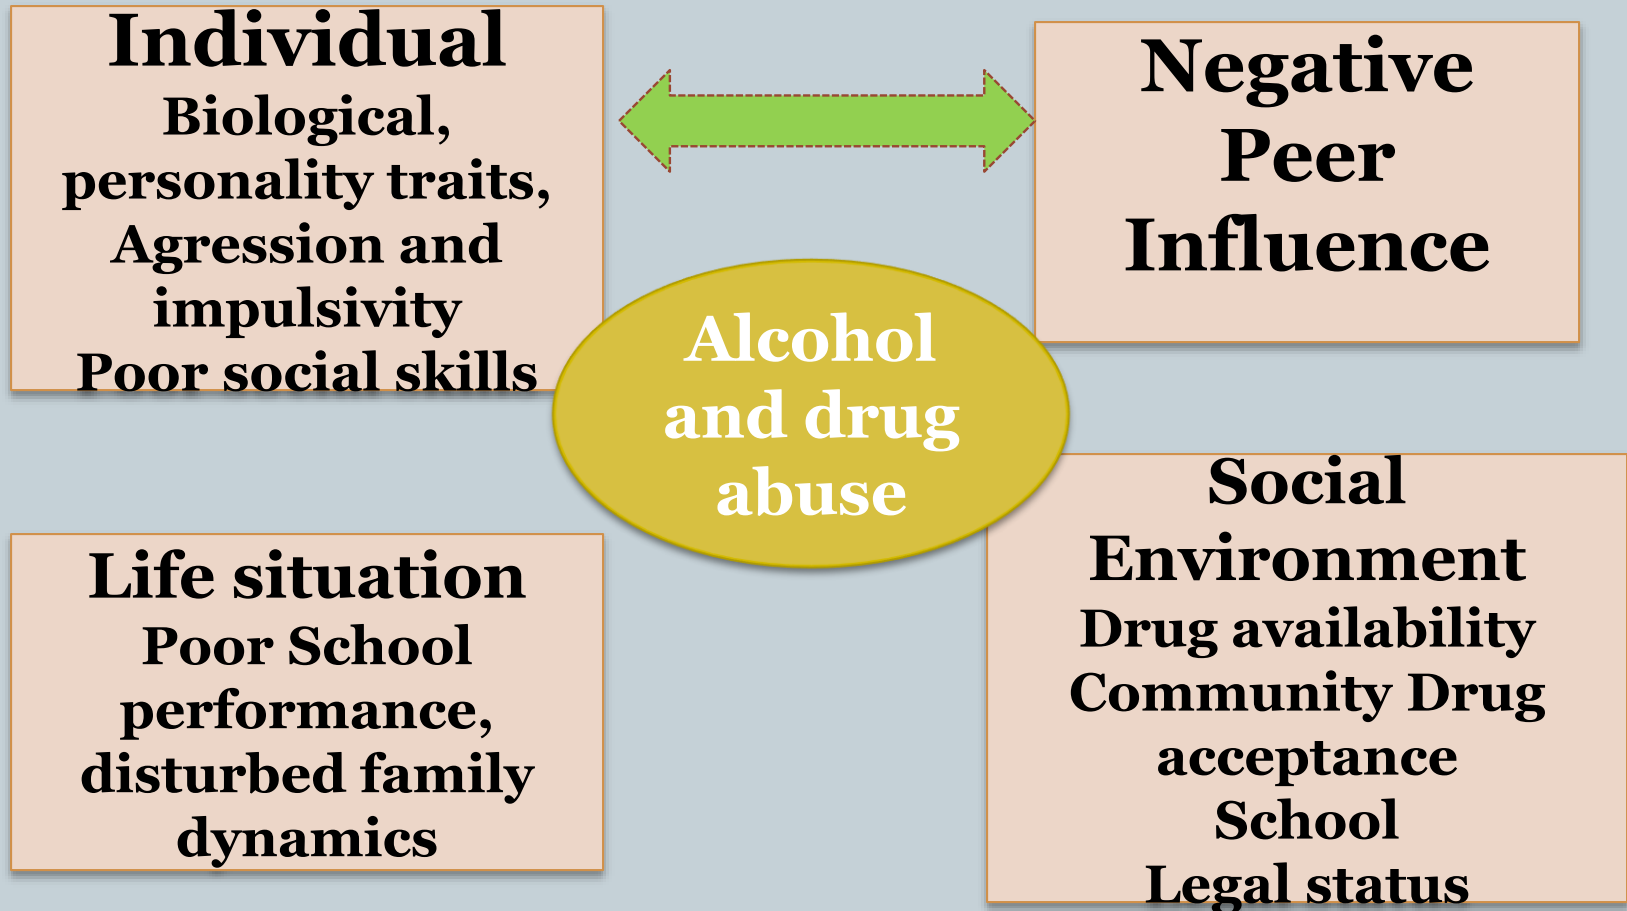 Individual
Biological,
personality traits,
Agression and
impulsivity
Poor social skills
Negative
Peer
Influence
Alcohol
and drug
abuse
Life situation
Poor School
performance,
disturbed family
dynamics
Social
Environment
Drug availability
Community Drug
acceptance
School
Legal status